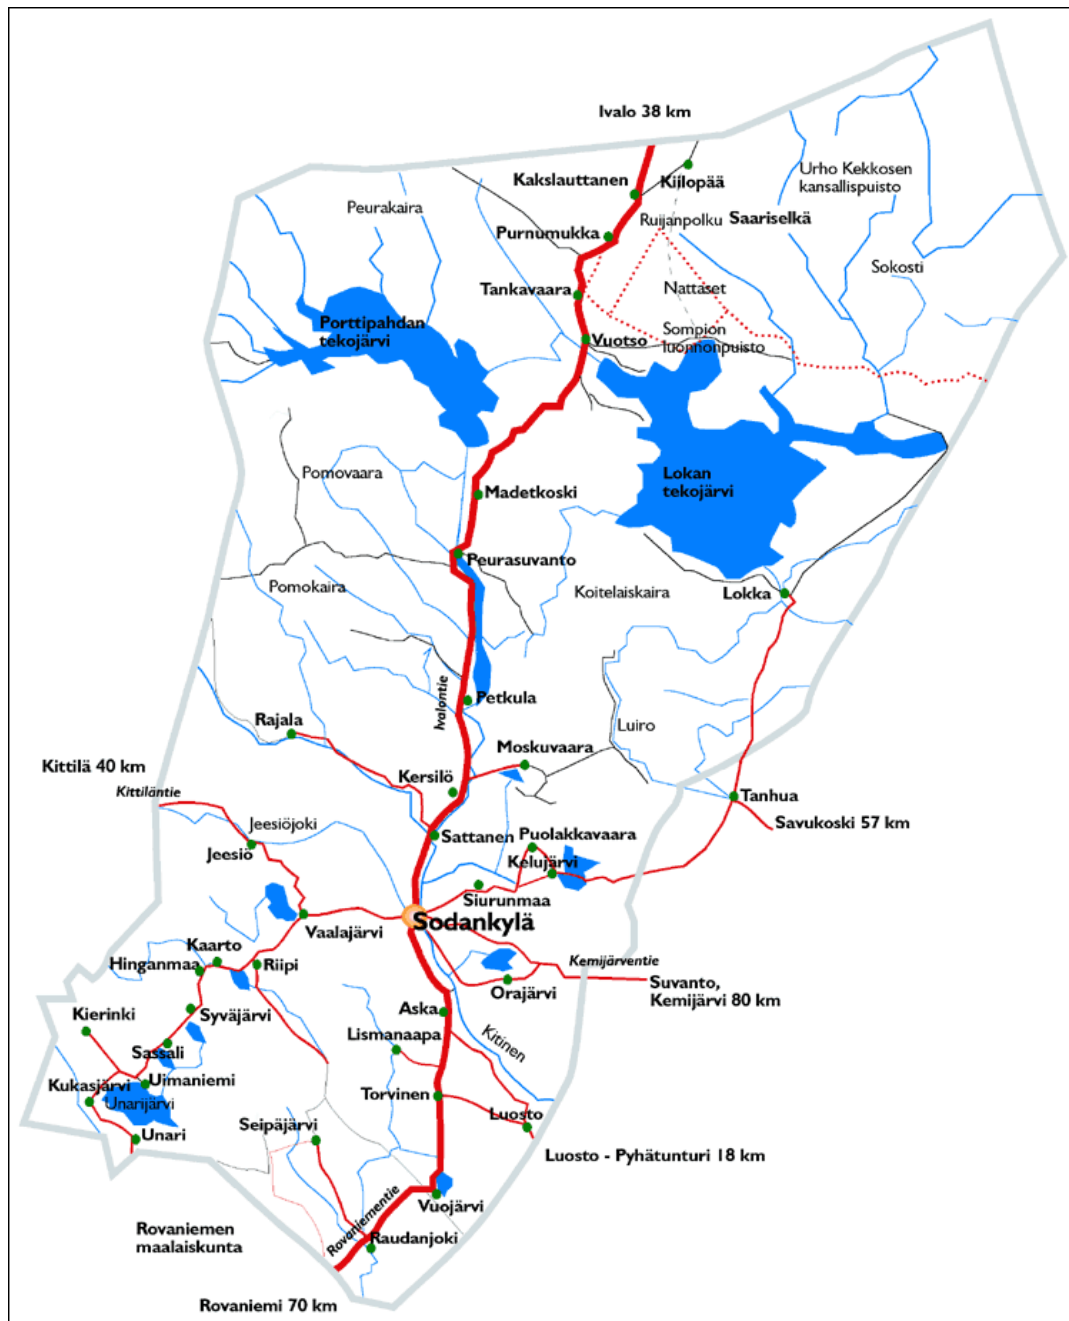 Ivalo 38 km
Urho Kekkosen
kansallispuisto
Kakslauttanen
Kiilopää
Peurakaira
Ruijanpolku
Saariselkä
Purnumukka
Sokosti
Tankavaara
Nattaset
Porttipahdan
tekojärvi
Vuotso
Sompion
luonnonpuisto
Pomovaara
Lokan
tekojärvi
Madetkoski
Peurasuvanto
Pomokaira
Koitelaiskaira
Lokka
Ivalontie
Petkula
Rajala
Luiro
Moskuvaara
Kittilä 40 km
Kersilö
Kittiläntie
Tanhua
Jeesiöjoki
Savukoski 57 km
Sattanen
Puolakkavaara
Jeesiö
Kelujärvi
Siurunmaa
Sodankylä
Vaalajärvi
Kaarto
Hinganmaa
Riipi
Kemijärventie
Orajärvi
Suvanto,
Kemijärvi 80 km
Kierinki
Syväjärvi
Aska
Lismanaapa
Kitinen
Sassali
Kukasjärvi
Uimaniemi
Unarijärvi
Torvinen
Luosto
Seipäjärvi
Unari
Luosto - Pyhätunturi 18 km
Vuojärvi
Rovaniementie
Rovaniemen
maalaiskunta
Raudanjoki
Rovaniemi 70 km